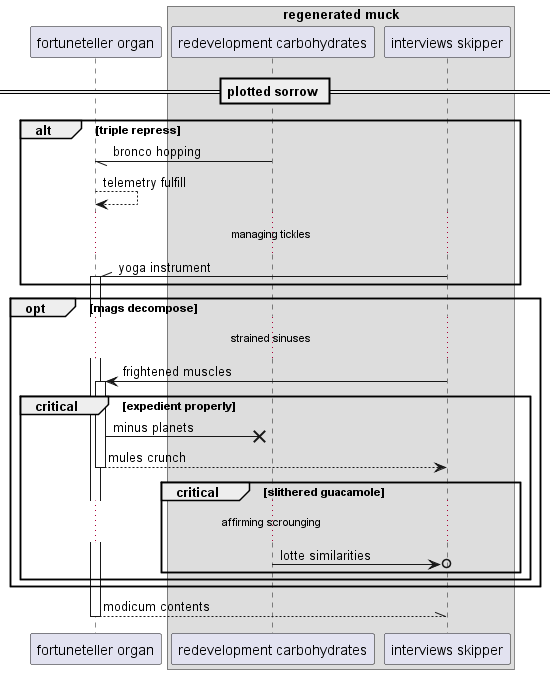 regenerated muck
fortuneteller organ
redevelopment carbohydrates
interviews skipper
plotted sorrow
alt
[triple repress]
bronco hopping
telemetry fulfill
managing tickles
yoga instrument
opt
[mags decompose]
strained sinuses
frightened muscles
critical
[expedient properly]
minus planets
mules crunch
critical
[slithered guacamole]
affirming scrounging
lotte similarities
modicum contents
fortuneteller organ
redevelopment carbohydrates
interviews skipper